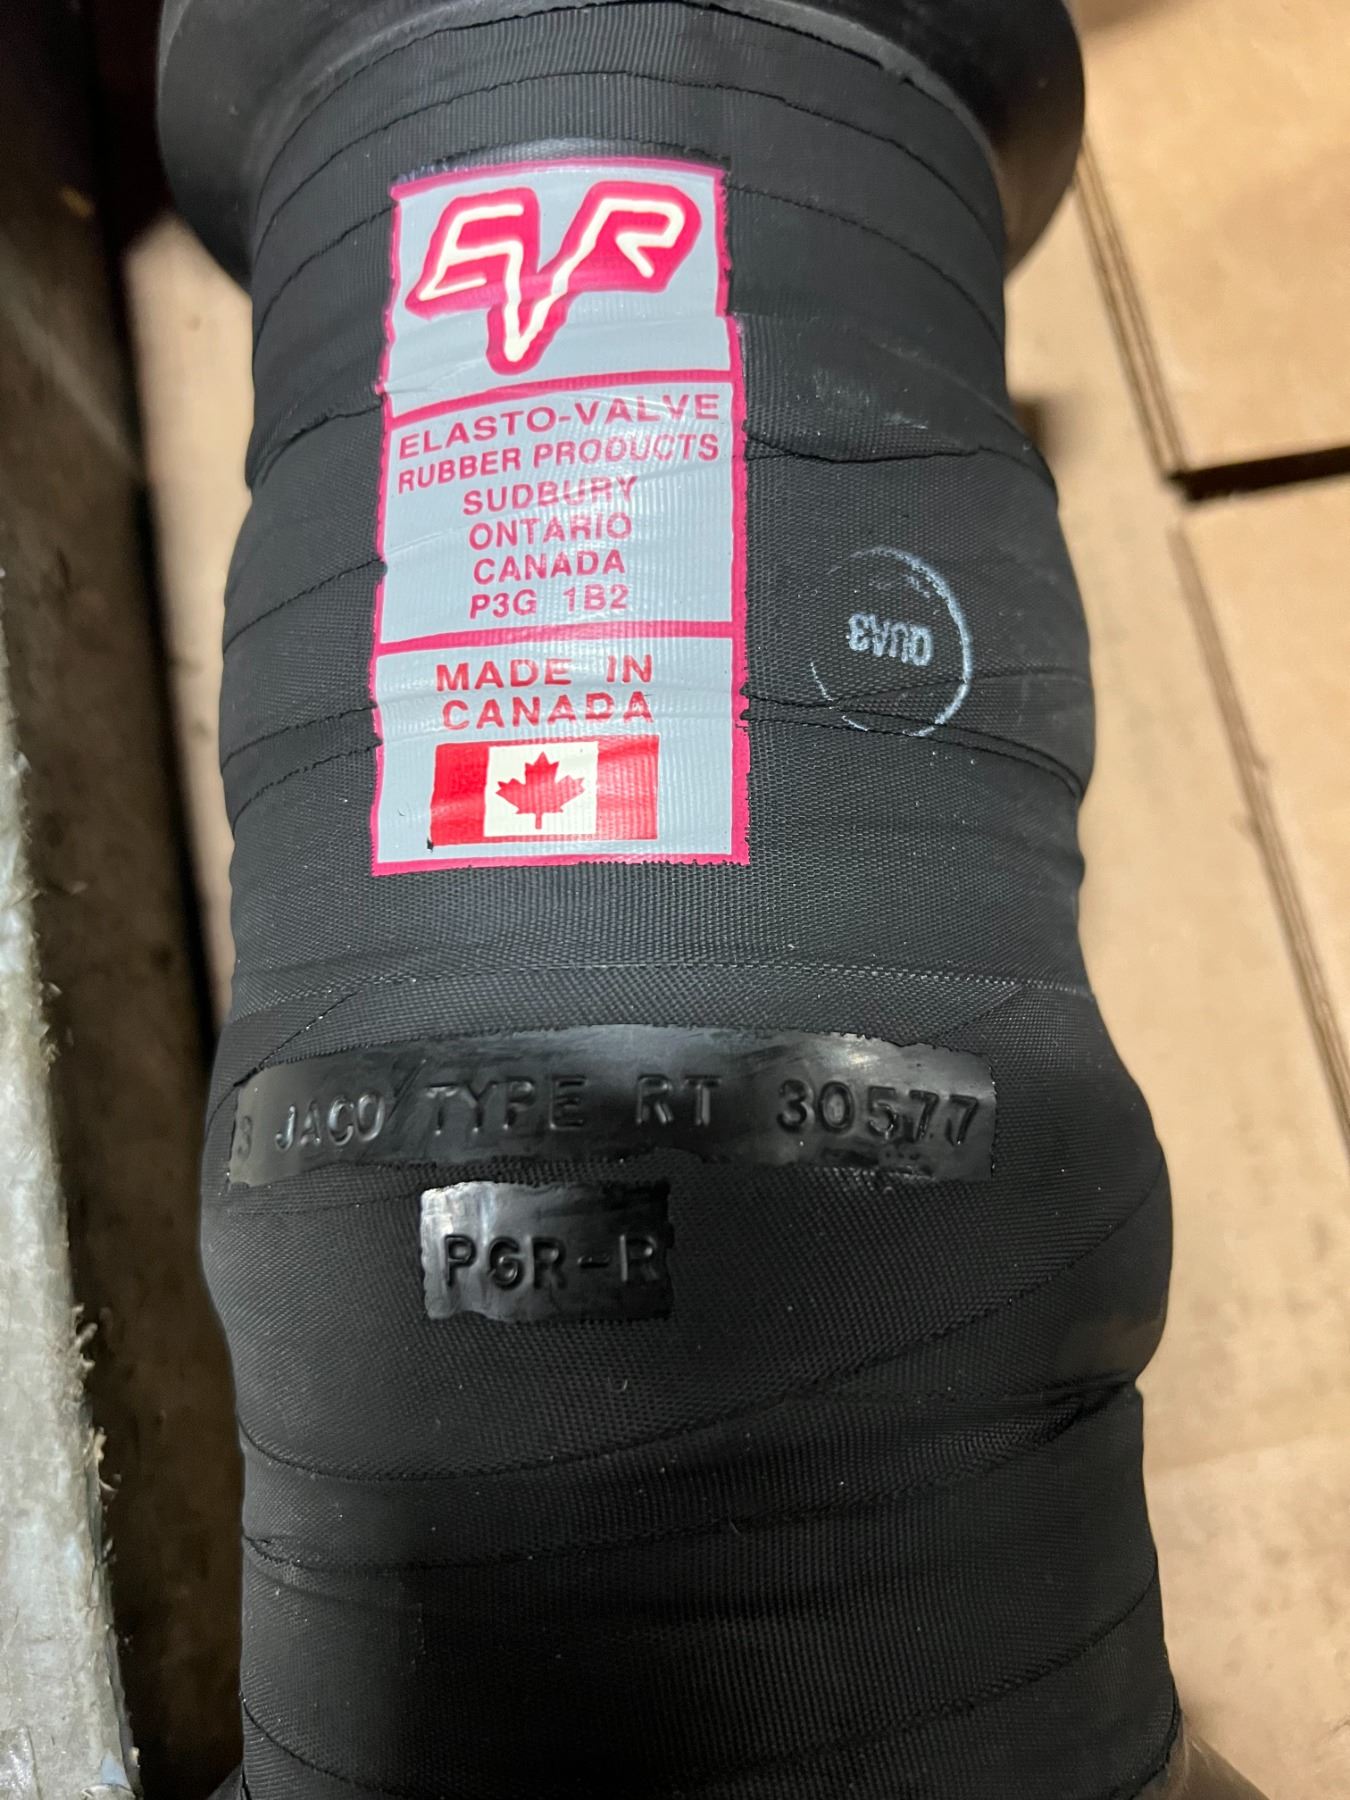 EVR
ELASTO-VALVE
RUBBER PRODUCTS
SUDBURY
ONTARIO
CANADA
P3G 1B2
MADE IN
CANADA
QUA3
3 JACO TYPE RT 30577
PGR-R